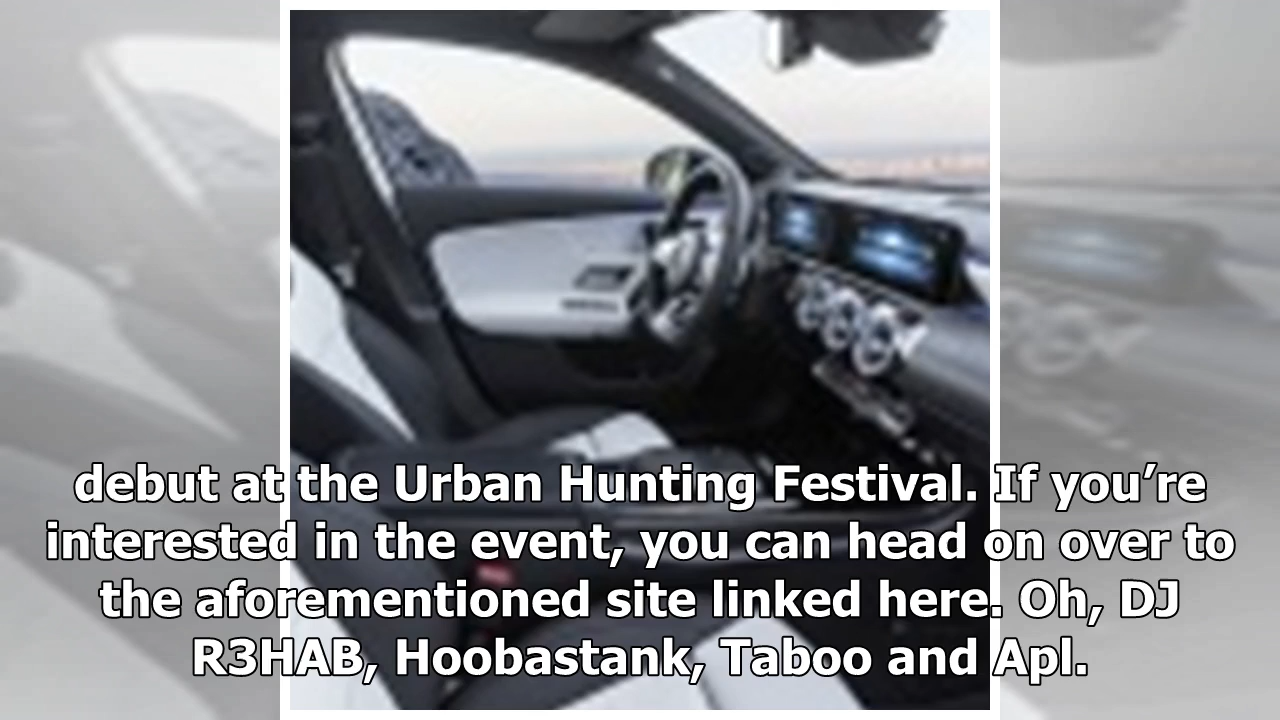 debut at the Urban Hunting Festival. If you’re
interested in the event, you can head on over to
the aforementioned site linked here. Oh, DJ
R3HAB, Hoobastank, Taboo and Apl.